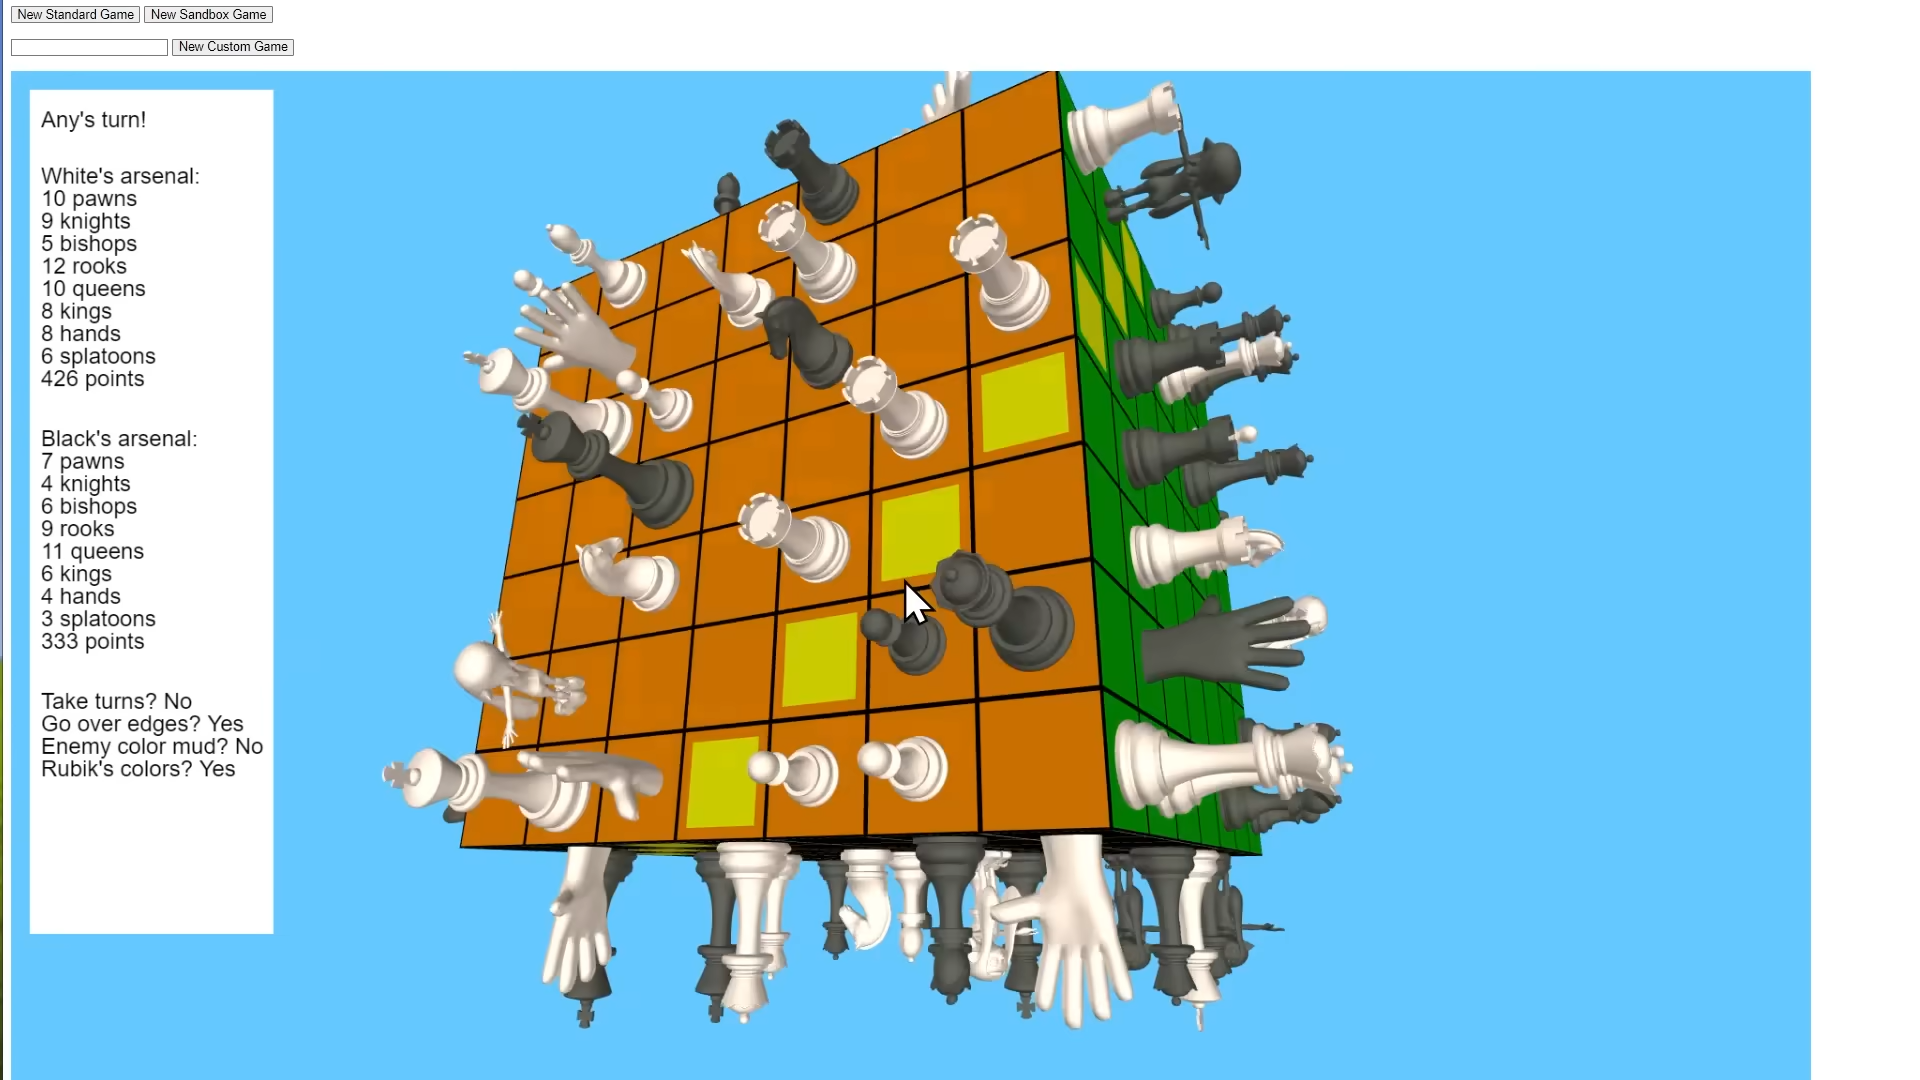 New Standard Game New Sandbox Game
New Custom Game
Any's turn!
White's arsenal:
10 pawns
9 knights
5 bishops
12 rooks
10 queens
8 kings
8 hands
6 splatoons
426 points
Black's arsenal:
7 pawns
4 knights
6 bishops
9 rooks
11 queens
6 kings
4 hands
3 splatoons
333 points
Take turns? No
Go over edges? Yes
Enemy color mud? No
Rubik's colors? Yes